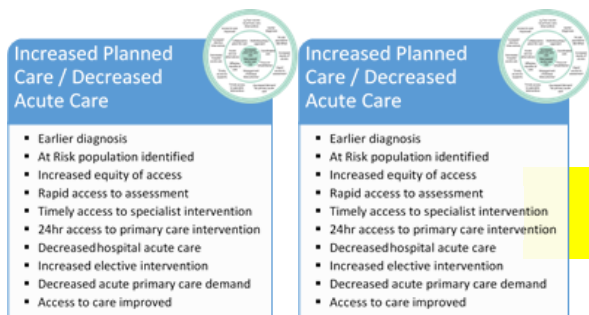 Increased Planned
Care / Decreased
Acute Care
▪ Earlier diagnosis
▪ At Risk population identified
▪ Increased equity of access
▪ Rapid access to assessment
▪ Timely access to specialist intervention
▪ 24hr access to primary care intervention
▪ Decreasedhospital acute care
▪ Increased elective intervention
▪ Decreased acute primary care demand
▪ Access to care improved
Increased Planned
Care / Decreased
Acute Care
▪ Earlier diagnosis
▪ At Risk population identified
▪ Increased equity of access
▪ Rapid access to assessment
▪ Timely access to specialist intervention
▪ 24hr access to primary care intervention
▪ Decreasedhospital acute care
▪ Increased elective intervention
▪ Decreased acute primary care demand
▪ Access to care improved